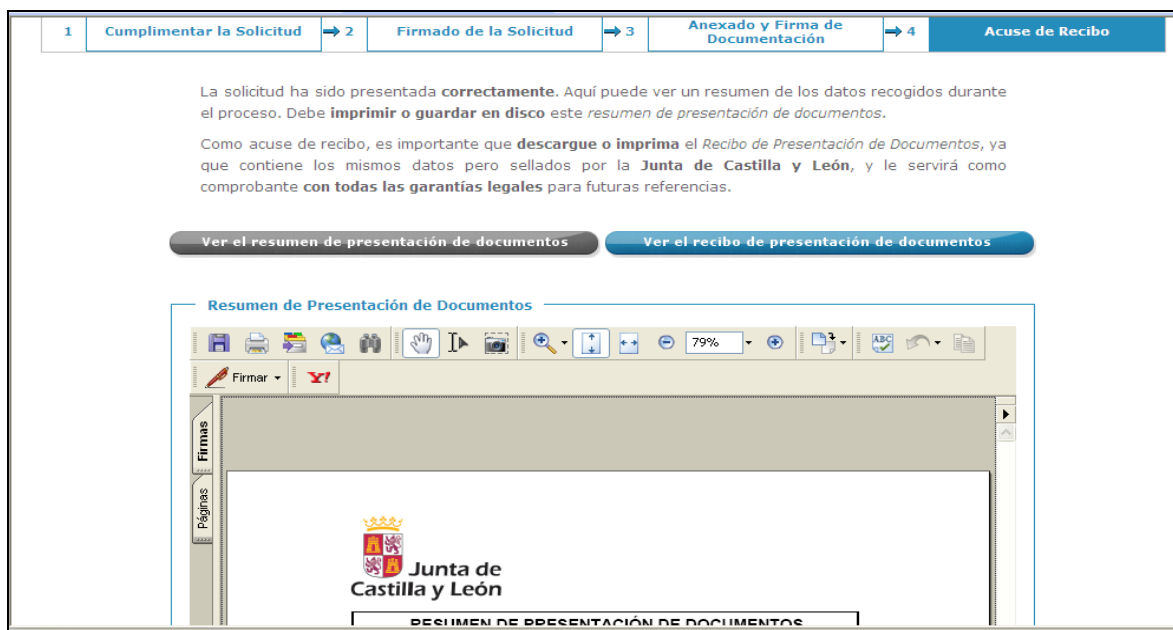 1 Cumplimentar la Solicitud 2 Firmado de la Solicitud 3 Anexado y Firma de Documentación 4 Acuse de Recibo
La solicitud ha sido presentada correctamente. Aquí puede ver un resumen de los datos recogidos durante
el proceso. Debe imprimir o guardar en disco este resumen de presentación de documentos.
Como acuse de recibo, es importante que descargue o imprima el Recibo de Presentación de Documentos, ya
que contiene los mismos datos pero sellados por la Junta de Castilla y León, y le servirá como
comprobante con todas las garantías legales para futuras referencias.
Ver el resumen de presentación de documentos Ver el recibo de presentación de documentos
Resumen de Presentación de Documentos
79% ABC
Firmar Y!
Firmas
Páginas
Junta de
Castilla y León
RESUMEN DE PRESENTACIÓN DE DOCUMENTOS